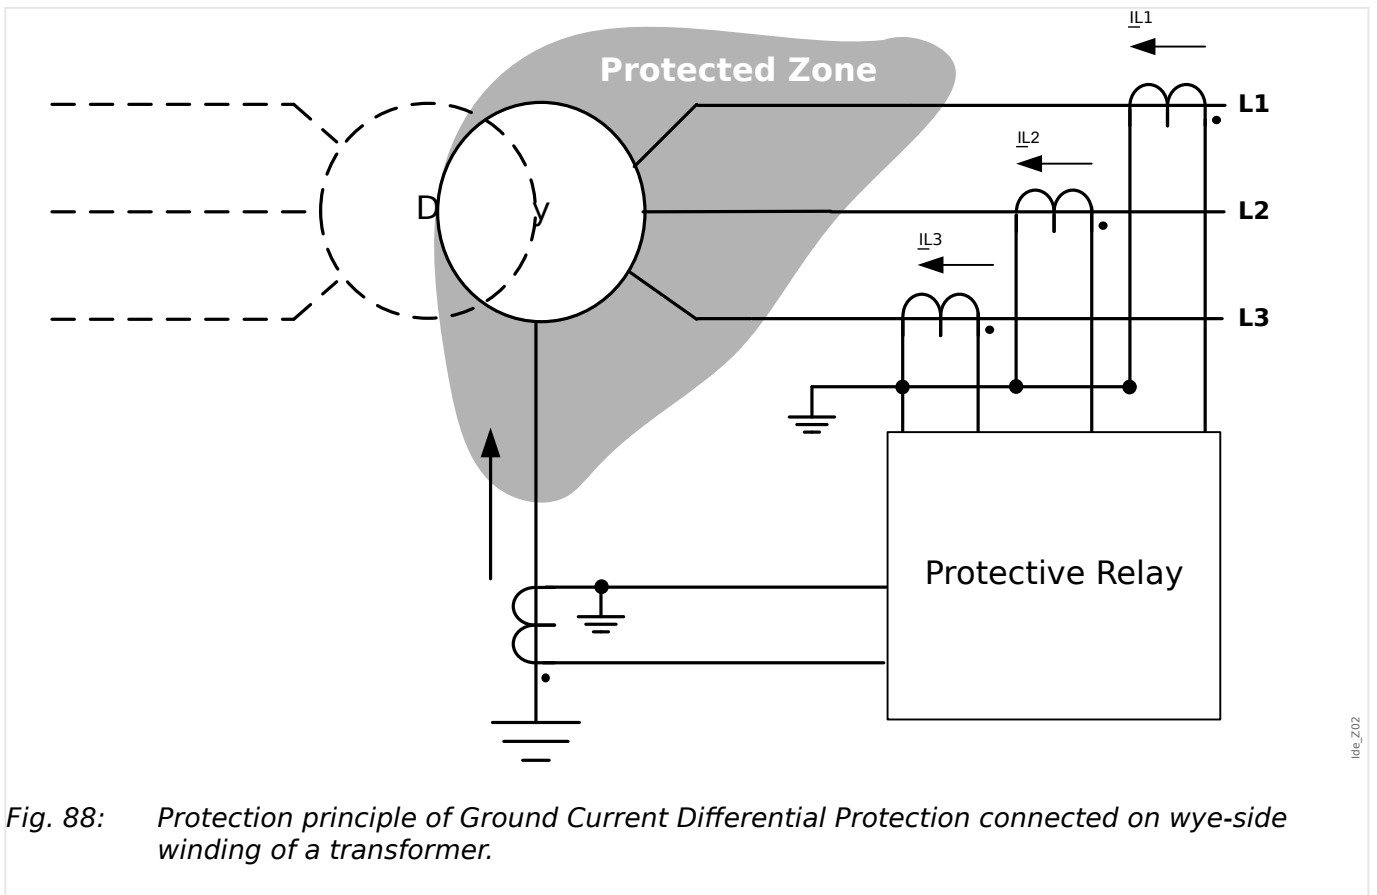 IL1
Protected Zone
L1
IL2
D
y
L2
IL3
L3
Protective Relay
Ide_Z02
Fig. 88: Protection principle of Ground Current Differential Protection connected on wye-side
winding of a transformer.